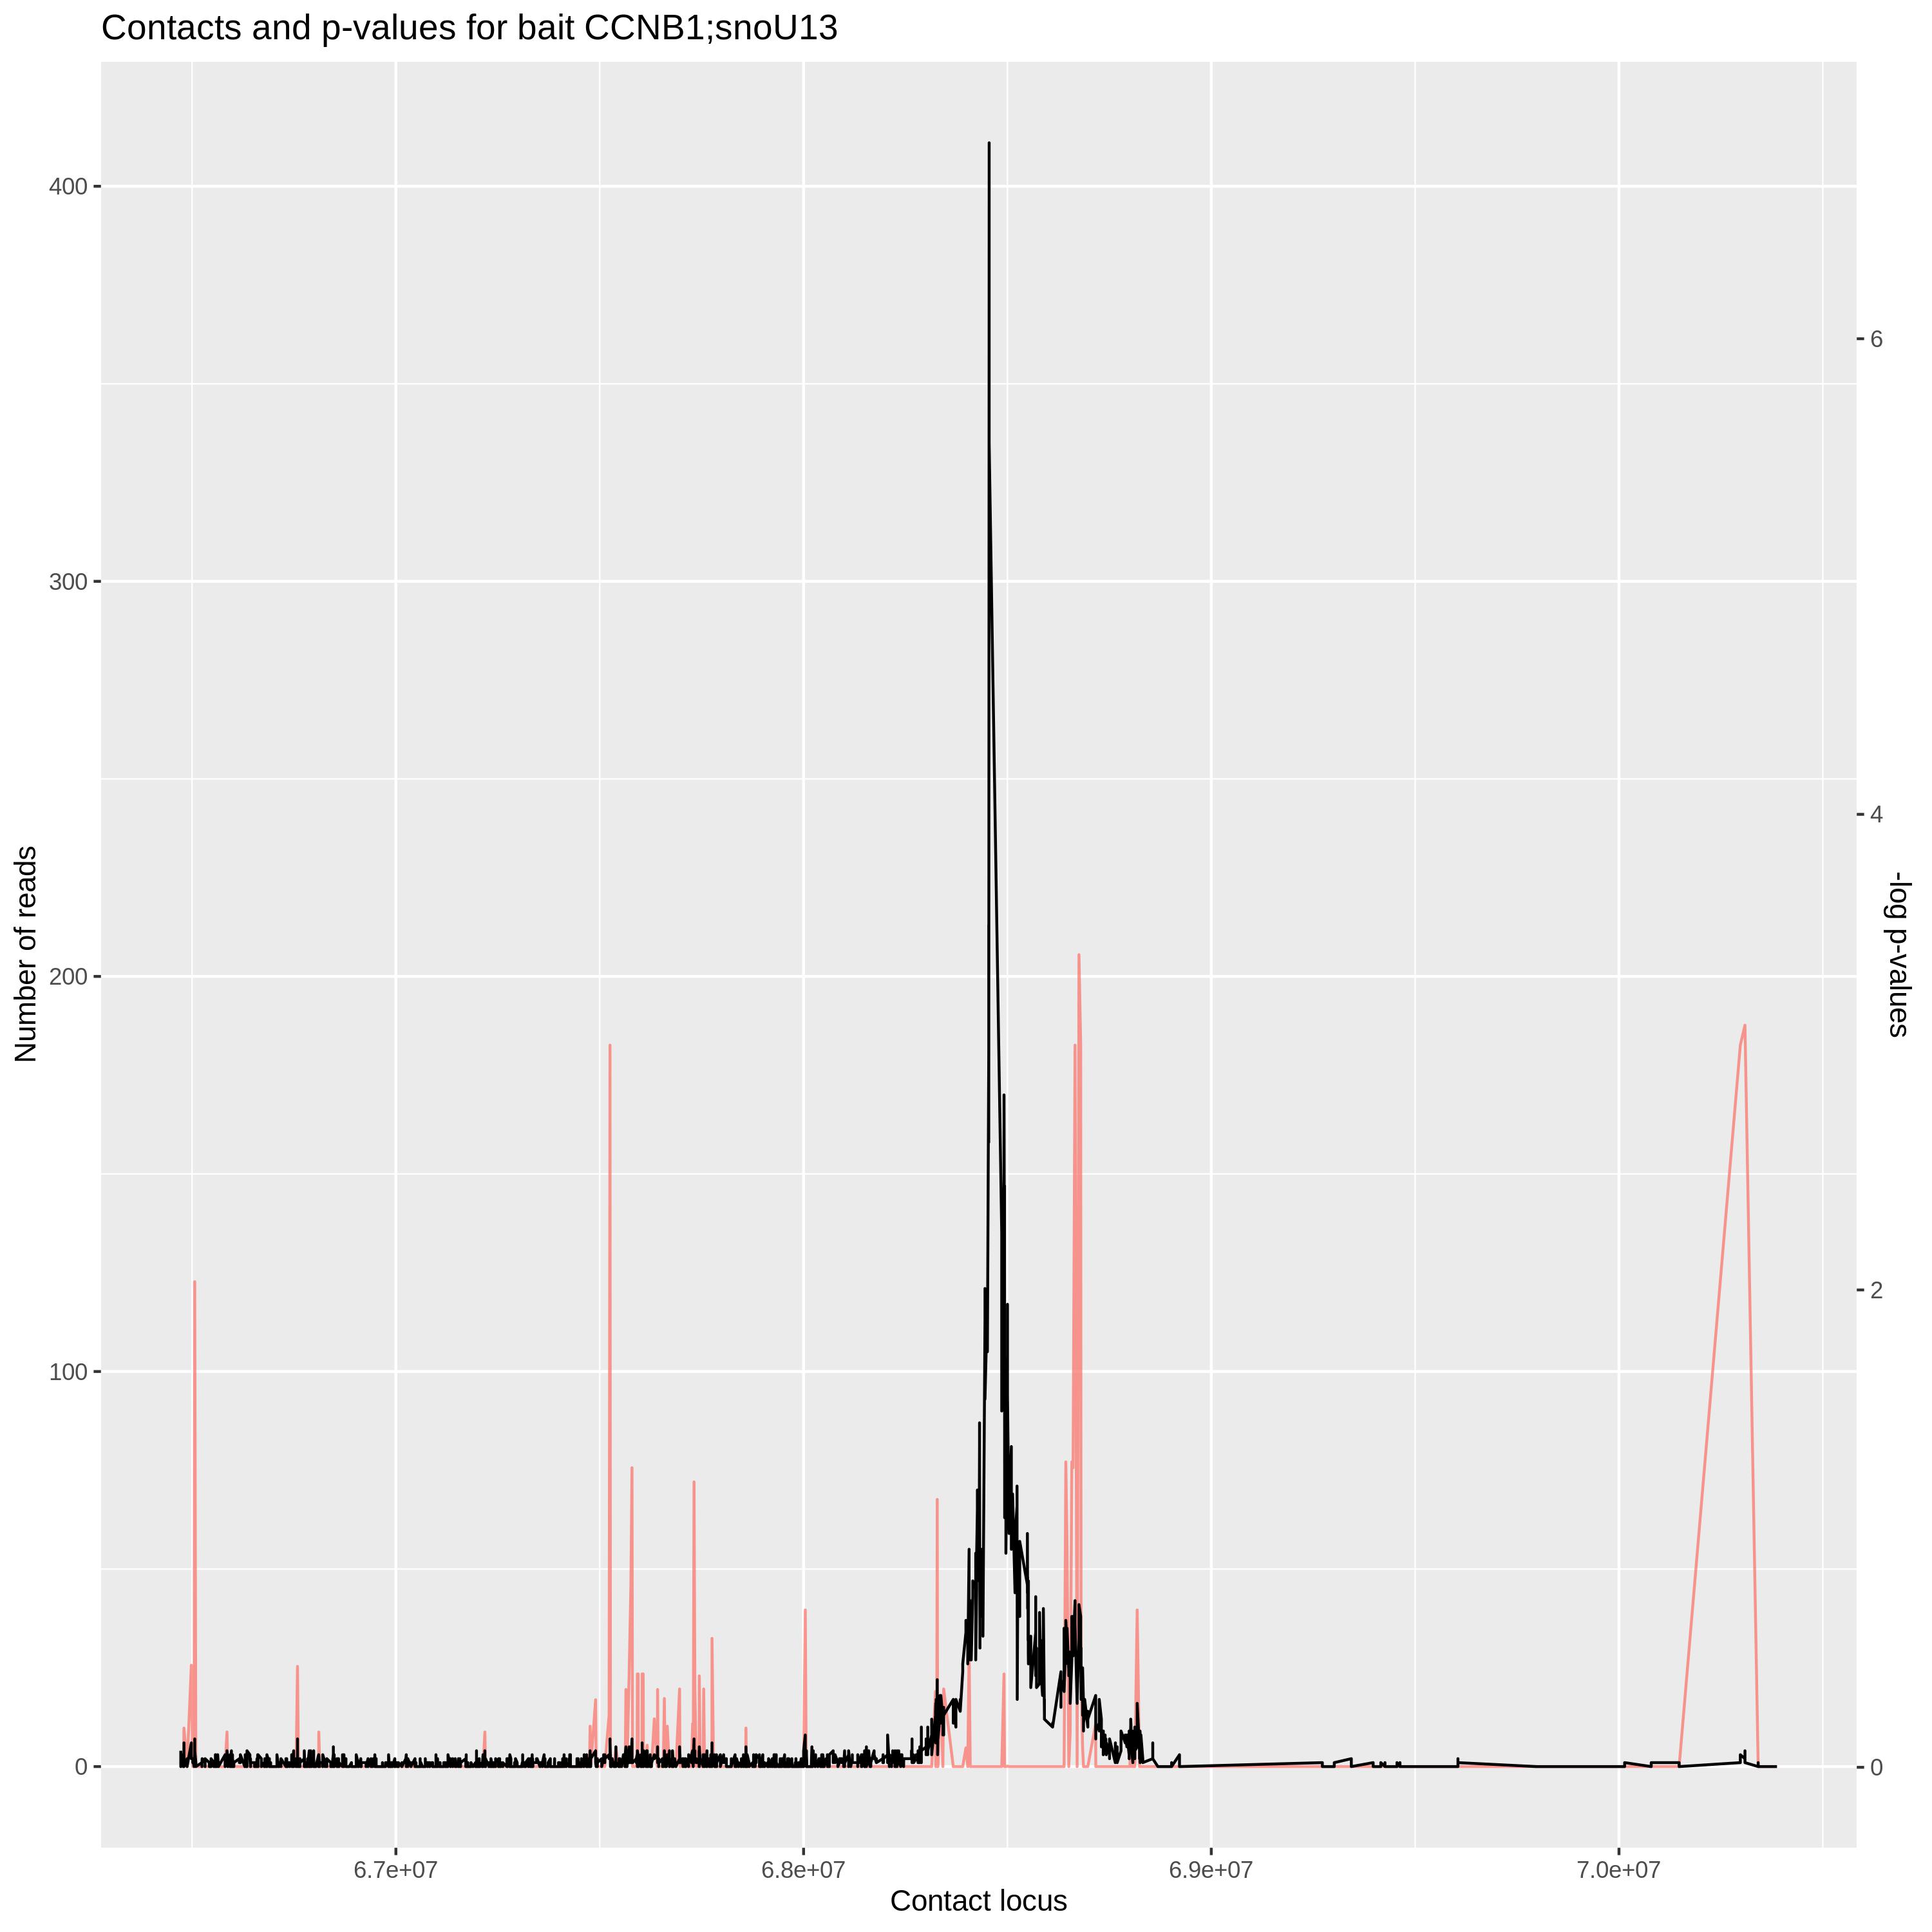 Contacts and p-values for bait CCNB1;snoU13
400
300
200
100
0
Number of reads
6
4
2
0
-log p-values
6.7e+07 6.8e+07 6.9e+07 7.0e+07
Contact locus